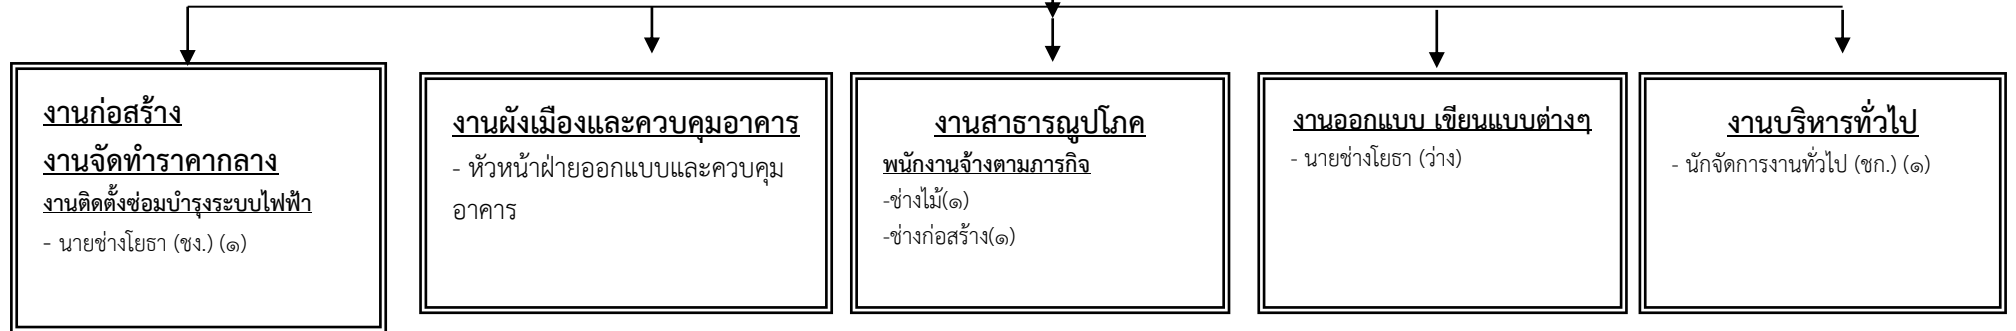 งานก่อสร้าง
งานจัดทำราคากลาง
งานติดตั้งซ่อมบำรุงระบบไฟฟ้า
- นายช่างโยธา (ชง.) (๑)
งานผังเมืองและควบคุมอาคาร
- หัวหน้าฝ่ายออกแบบและควบคุม
อาคาร
งานสาธารณูปโภค
พนักงานจ้างตามภารกิจ
-ช่างไม้(๑)
-ช่างก่อสร้าง(๑)
งานออกแบบ เขียนแบบต่างๆ
- นายช่างโยธา (ว่าง)
งานบริหารทั่วไป
- นักจัดการงานทั่วไป (ชก.) (๑)